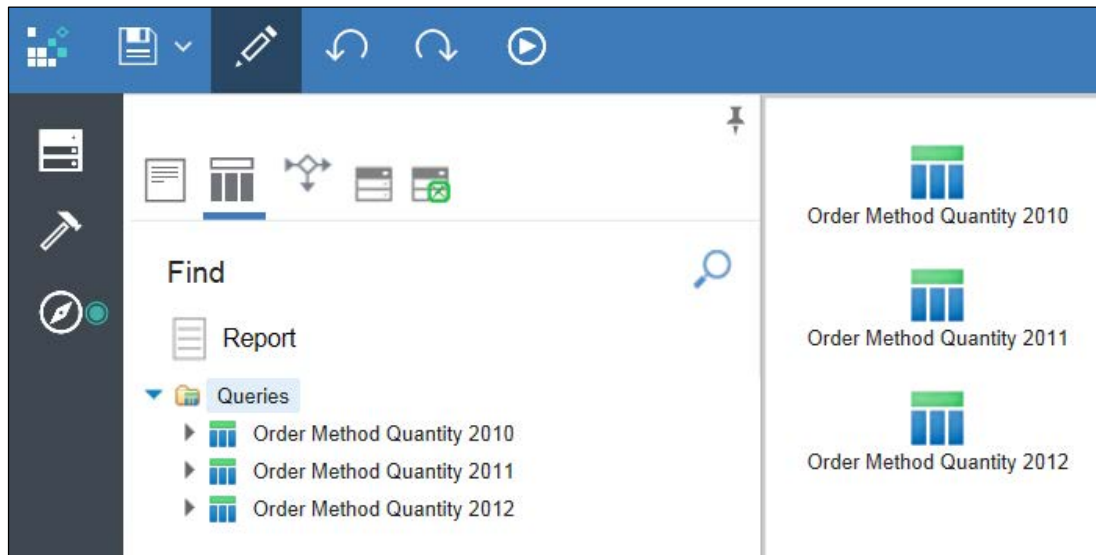 Find
Report
Queries
Order Method Quantity 2010
Order Method Quantity 2011
Order Method Quantity 2012
Order Method Quantity 2010
Order Method Quantity 2011
Order Method Quantity 2012